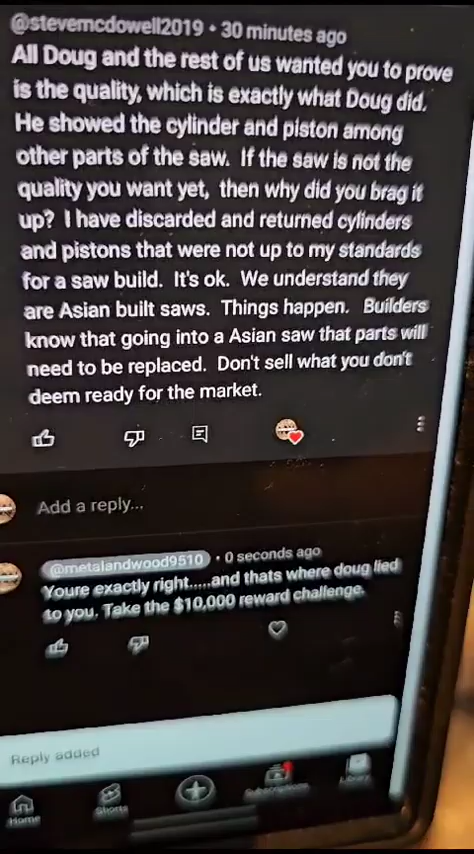 @stevemcdowell2019 • 30 minutes ago
All Doug and the rest of us wanted you to prove
is the quality, which is exactly what Doug did.
He showed the cylinder and piston among
other parts of the saw. If the saw is not the
quality you want yet, then why did you brag it
up? I have discarded and returned cylinders
and pistons that were not up to my standards
for a saw build. It's ok. We understand they
are Asian built saws. Things happen. Builders
know that going into a Asian saw that parts will
need to be replaced. Don't sell what you don't
deem ready for the market.
Add a reply...
@metalandwood9510 • 0 seconds ago
Youre exactly right.....and thats where doug lied
to you. Take the $10,000 reward challenge.
Reply added
Home
Shorts
Subscriptions
Library